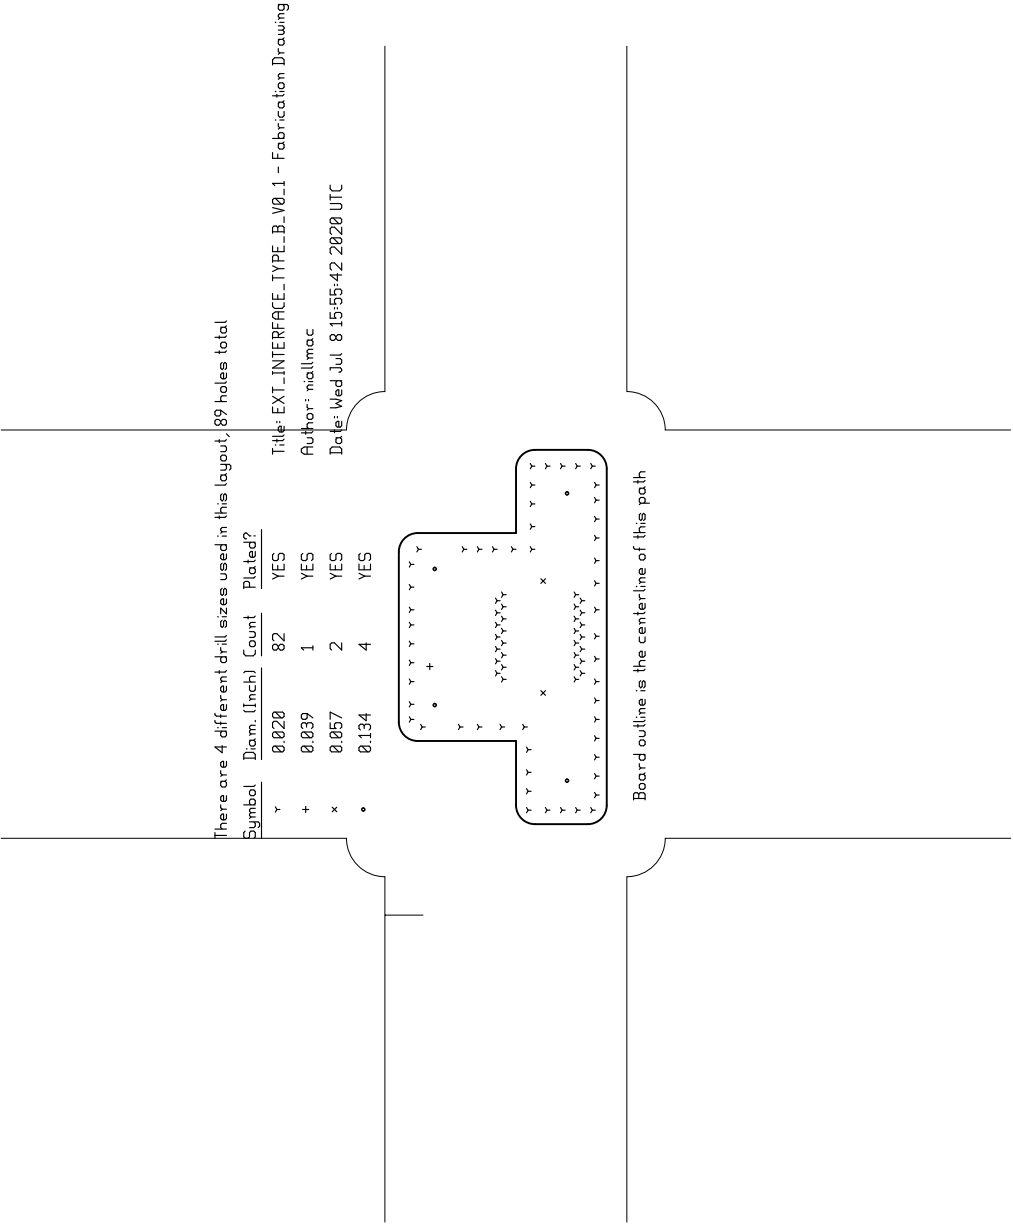 There are 4 different drill sizes used in this layout, 89 holes total
Symbol Diam. (Inch) Count Plated?
0.020 82 YES
+ 0.039 1 YES
× 0.057 2 YES
0.134 4 YES
Title: EXT_INTERFACE_TYPE_B_V0_1 - Fabrication Drawing
Author: niallmac
Date: Wed Jul 8 15:55:42 2020 UTC
Board outline is the centerline of this path